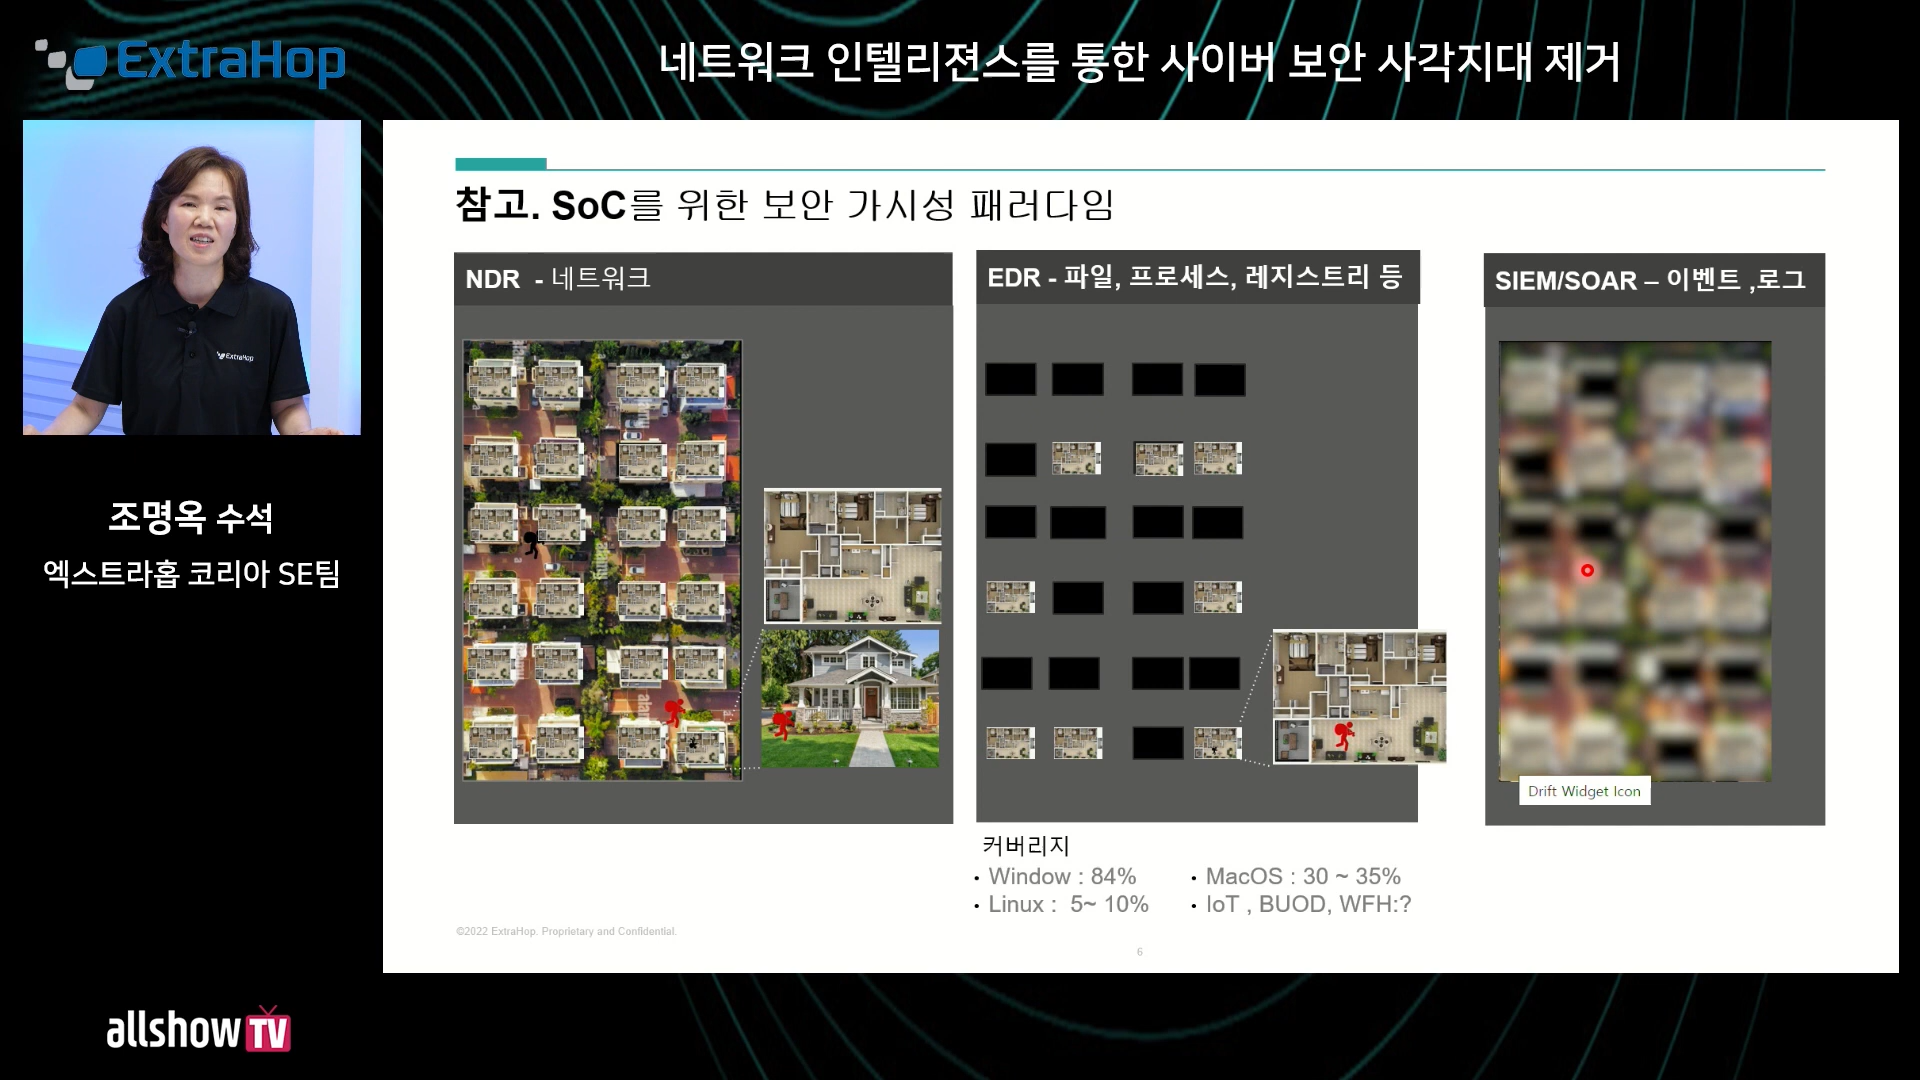 ExtraHop
네트워크 인텔리젼스를 통한 사이버 보안 사각지대 제거
ExtraHop
조명옥 수석
엑스트라홉 코리아 SE팀
allshowTV
참고. SoC를 위한 보안 가시성 패러다임
NDR - 네트워크
EDR - 파일, 프로세스, 레지스트리 등
SIEM/SOAR – 이벤트 ,로그
Drift Widget Icon
커버리지
• Window : 84%
• Linux : 5~ 10%
• MacOS : 30 ~ 35%
• IoT , BUOD, WFH:?
©2022 ExtraHop. Proprietary and Confidential.
6